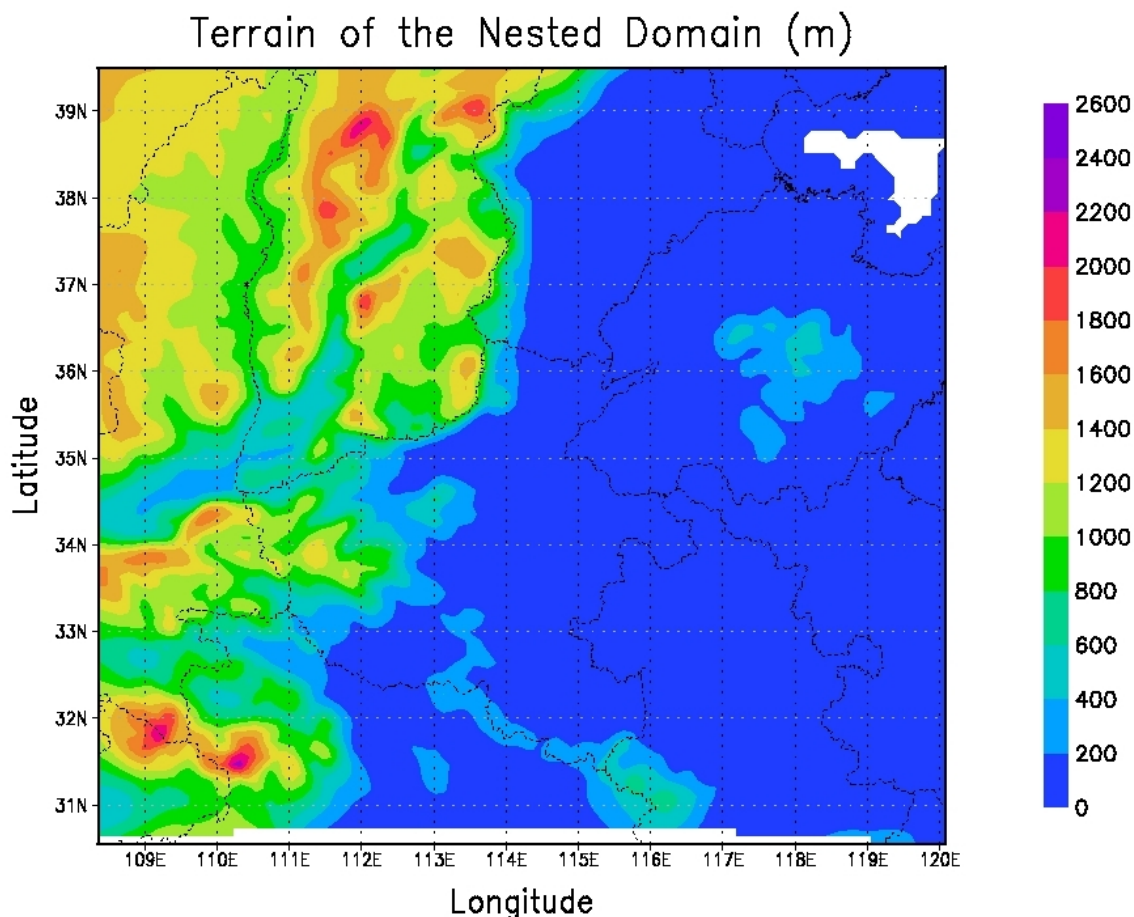 Terrain of the Nested Domain (m)
39N
38N
37N
36N
35N
34N
33N
32N
31N
Latitude
109E 110E 111E 112E 113E 114E 115E 116E 117E 118E 119E 120E
Longitude
2600
2400
2200
2000
1800
1600
1400
1200
1000
800
600
400
200
0